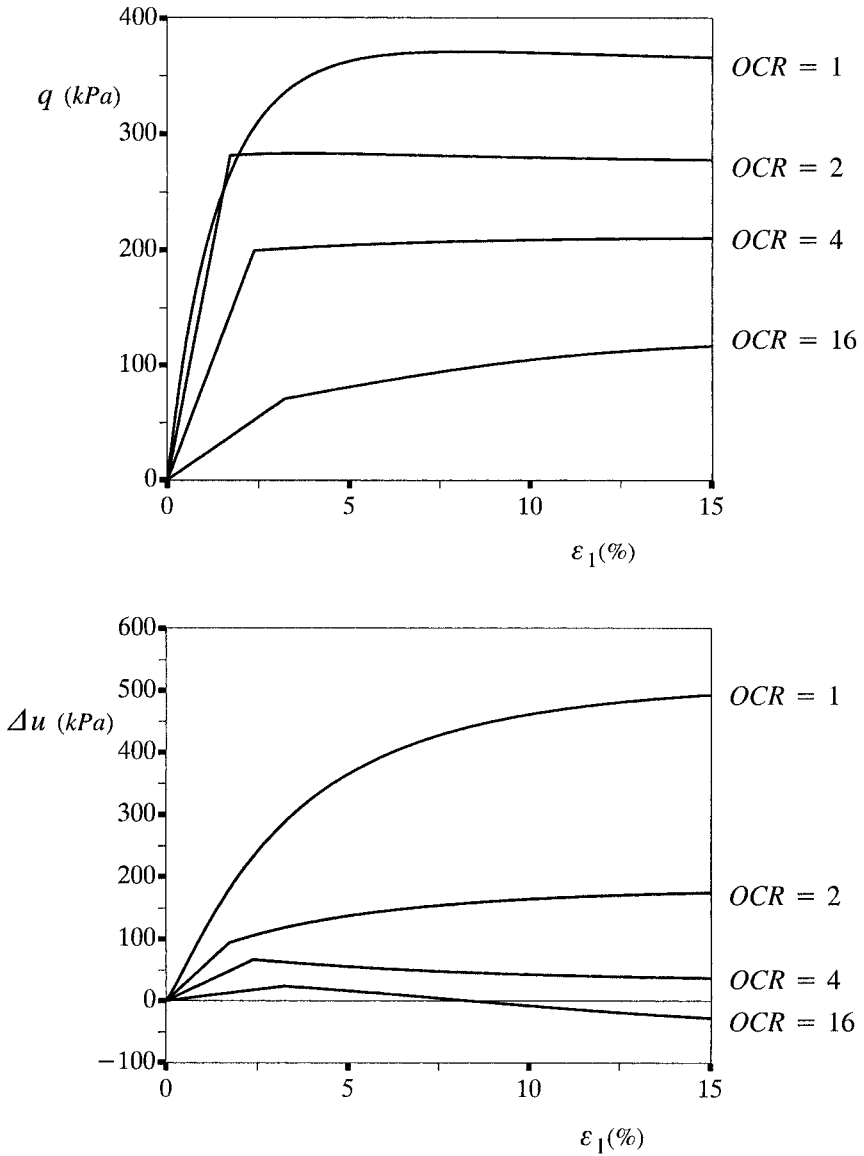 400
q (kPa)
300
200
100
0
0
5
10
15
ε1(%)
OCR = 1
OCR = 2
OCR = 4
OCR = 16
600
Δu (kPa)
500
400
300
200
100
0
−100
0
5
10
15
ε1(%)
OCR = 1
OCR = 2
OCR = 4
OCR = 16